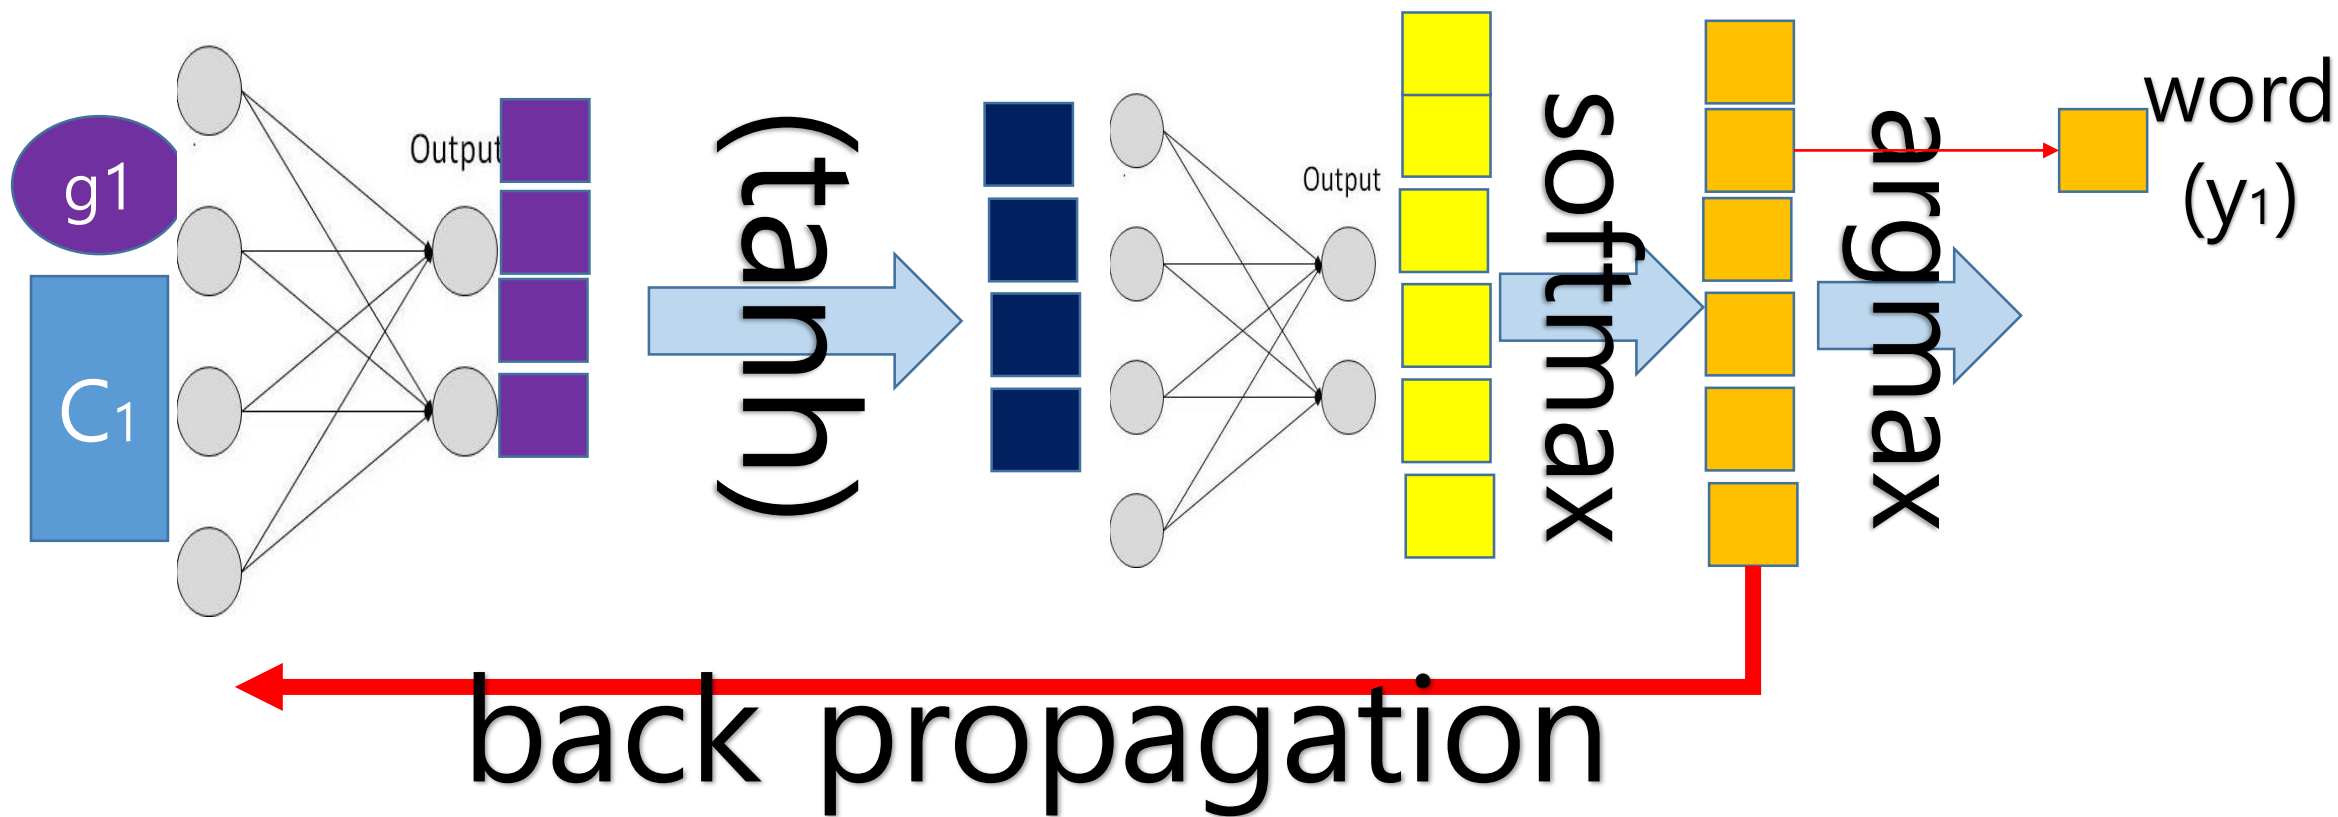 g1
C₁
Output
(tanh)
Output
softmax
argmax
word
(y₁)
back propagation